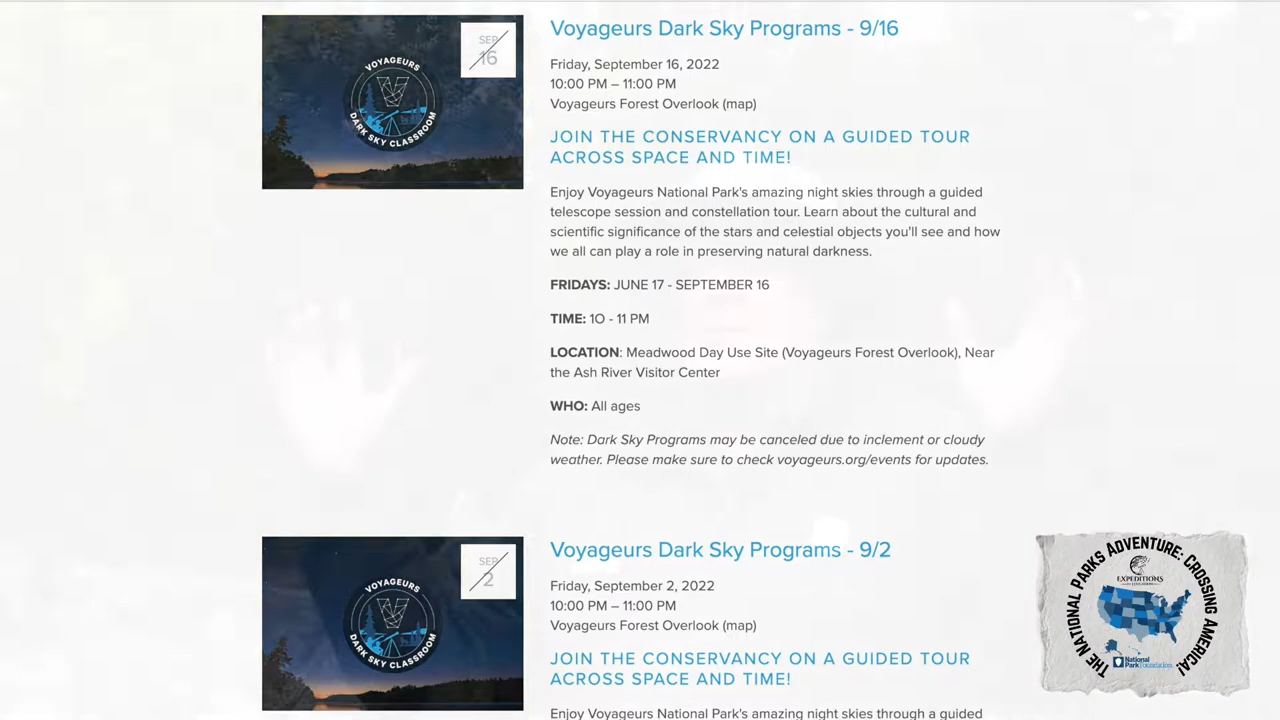 SEP
16
VOYAGEURS
DARK SKY CLASSROOM
Voyageurs Dark Sky Programs - 9/16
Friday, September 16, 2022
10:00 PM – 11:00 PM
Voyageurs Forest Overlook (map)
JOIN THE CONSERVANCY ON A GUIDED TOUR
ACROSS SPACE AND TIME!
Enjoy Voyageurs National Park's amazing night skies through a guided
telescope session and constellation tour. Learn about the cultural and
scientific significance of the stars and celestial objects you'll see and how
we all can play a role in preserving natural darkness.
FRIDAYS: JUNE 17 - SEPTEMBER 16
TIME: 10 - 11 PM
LOCATION: Meadwood Day Use Site (Voyageurs Forest Overlook), Near
the Ash River Visitor Center
WHO: All ages
Note: Dark Sky Programs may be canceled due to inclement or cloudy
weather. Please make sure to check voyageurs.org/events for updates.
SEP
2
VOYAGEURS
DARK SKY CLASSROOM
Voyageurs Dark Sky Programs - 9/2
Friday, September 2, 2022
10:00 PM – 11:00 PM
Voyageurs Forest Overlook (map)
JOIN THE CONSERVANCY ON A GUIDED TOUR
ACROSS SPACE AND TIME!
Enjoy Voyageurs National Park's amazing night skies through a guided
THE NATIONAL PARKS ADVENTURE: CROSSING AMERICA!
EXPEDITIONS
National
Park Foundation